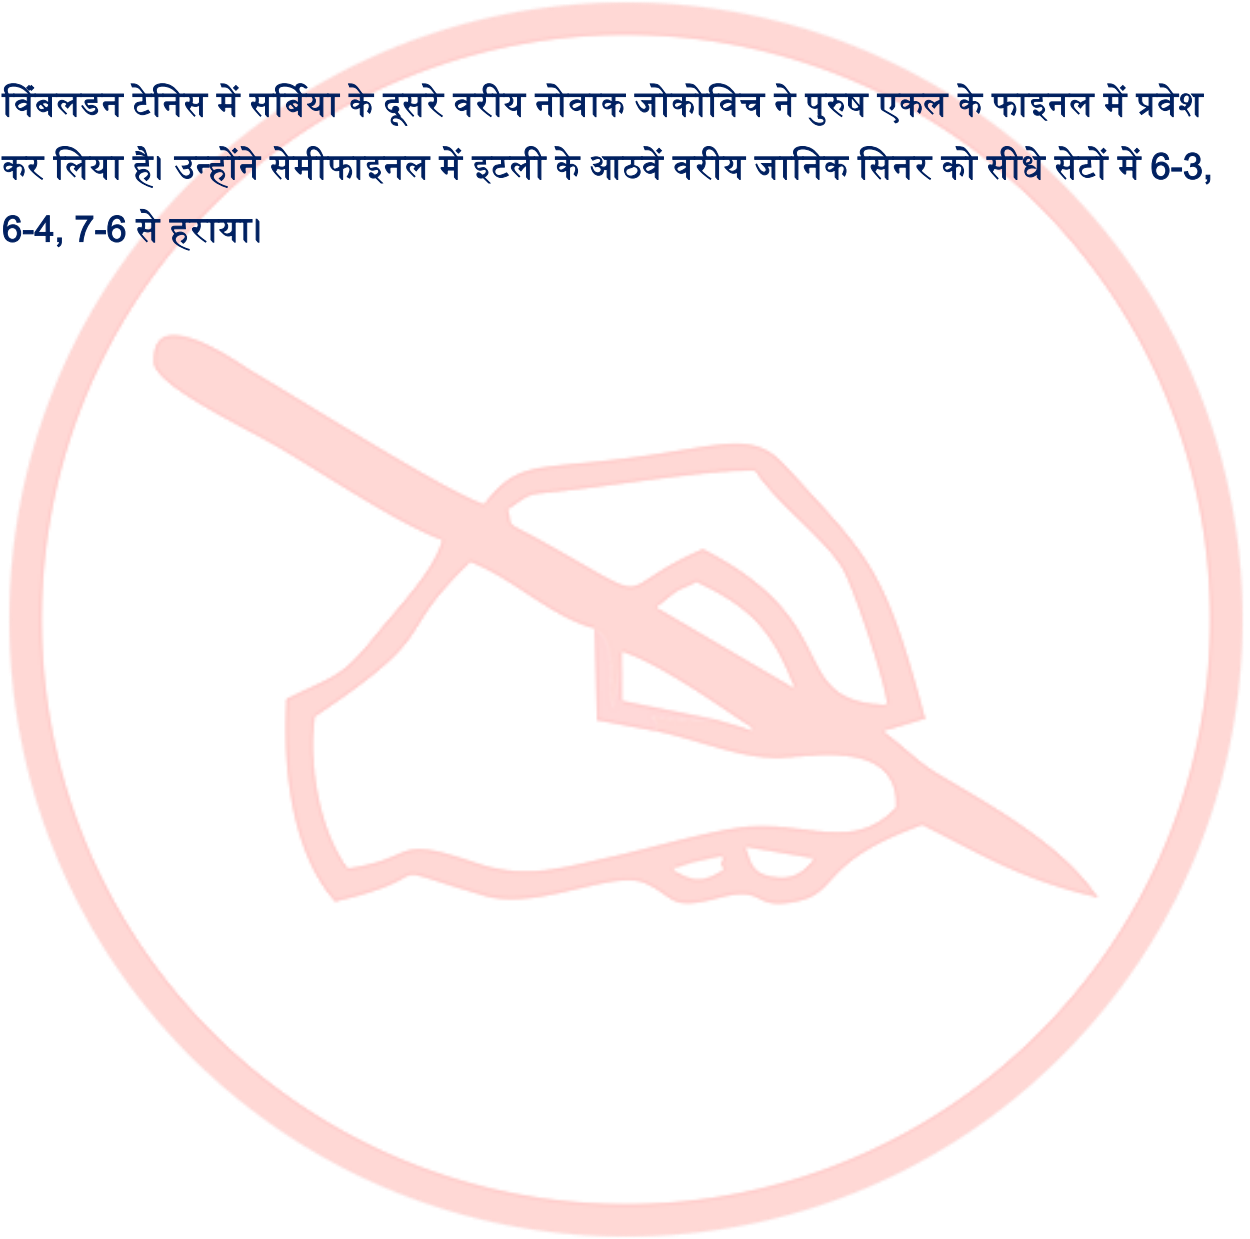 विंबलडन टेनिस में सर्बिया के दूसरे वरीय नोवाक जोकोविच ने पुरुष एकल के फाइनल में प्रवेश
कर लिया है। उन्होंने सेमीफाइनल में इटली के आठवें वरीय जानिक सिनर को सीधे सेटों में 6-3,
6-4, 7-6 से हराया।